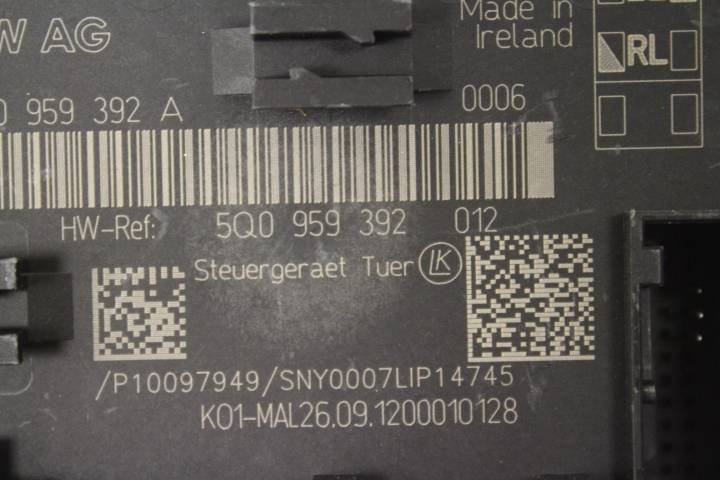 W AG
Made in
Ireland
RL
0 959 392 A
0006
HW-Ref: 5Q0 959 392 012
Steuergeraet Tuer LK
/P10097949/SNY0007LIP14745
K01-MAL26.09.1200010128